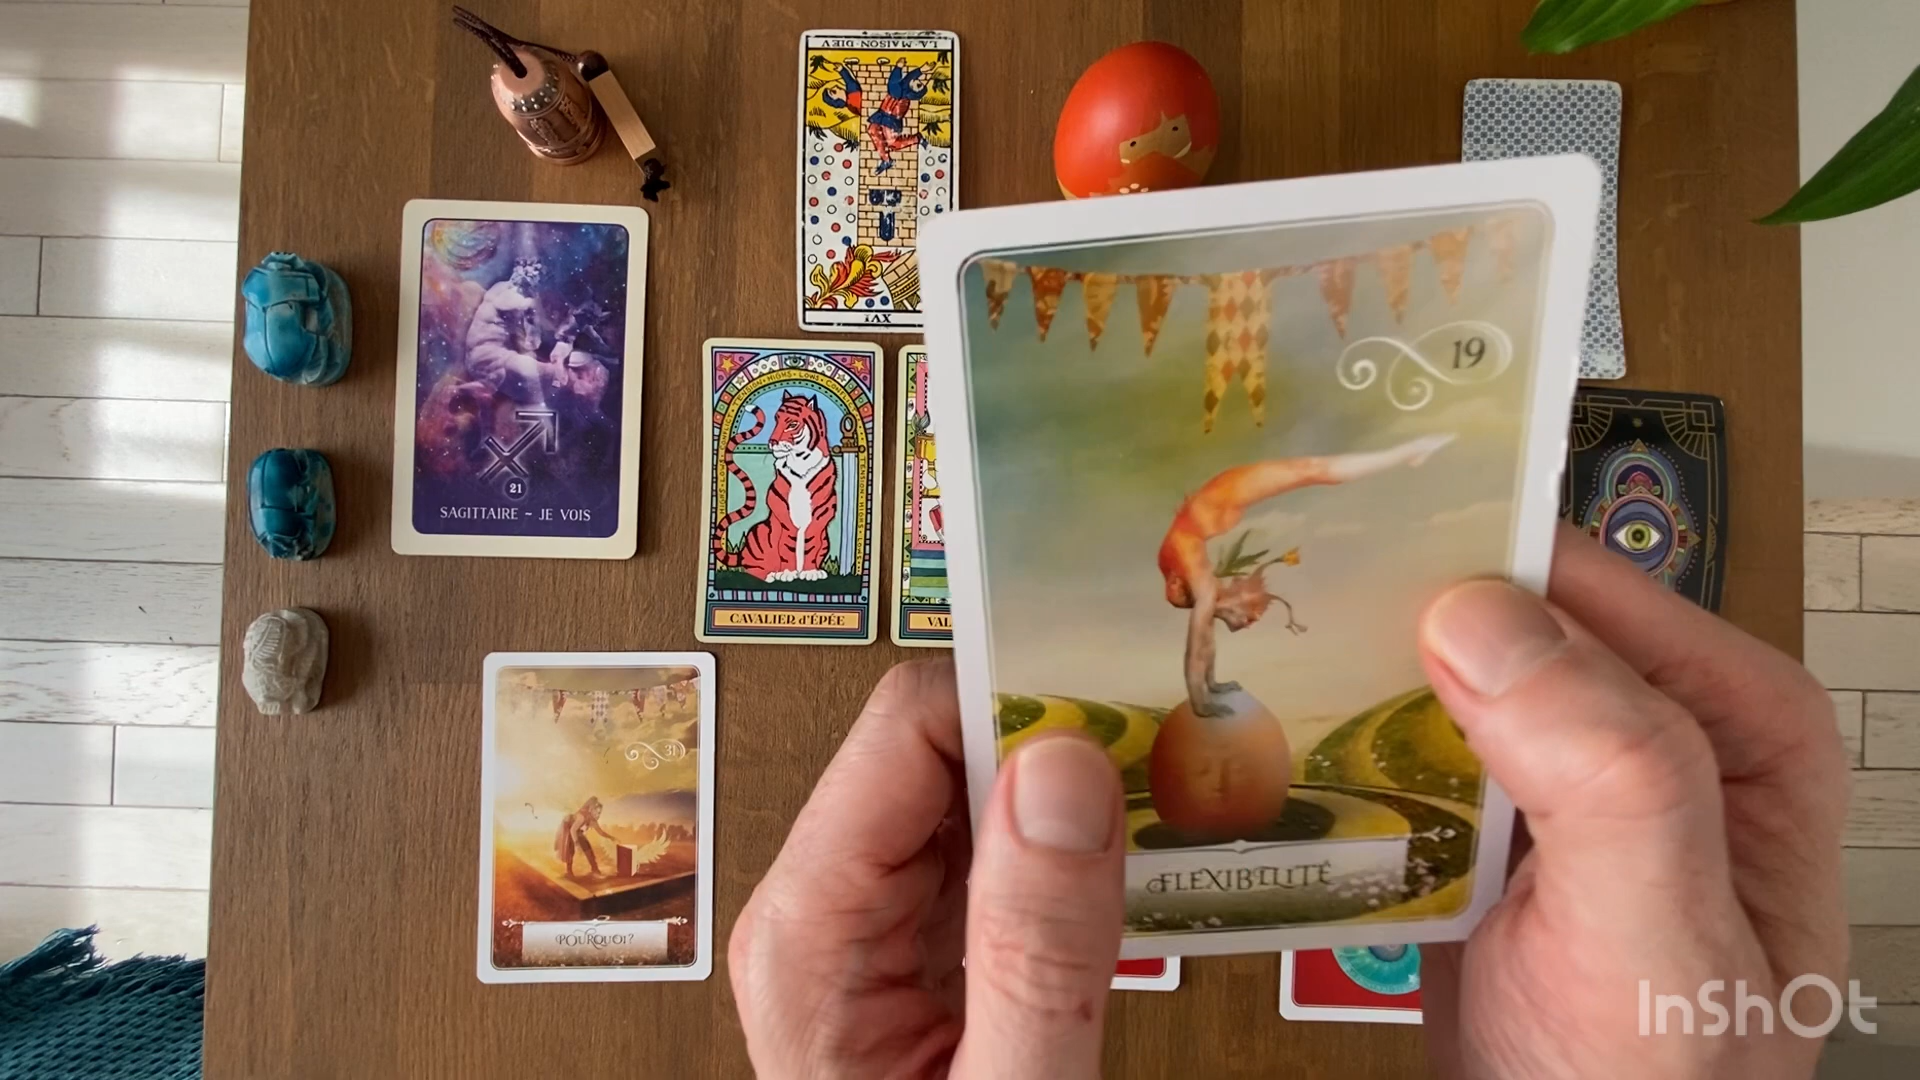 LA·MAISON·DIEV
XVI
21
SAGITTAIRE ~ JE VOIS
CAVALIER d'ÉPÉE
VAL
19
FLEXIBILITÉ
31
POURQUOI?
InShOt